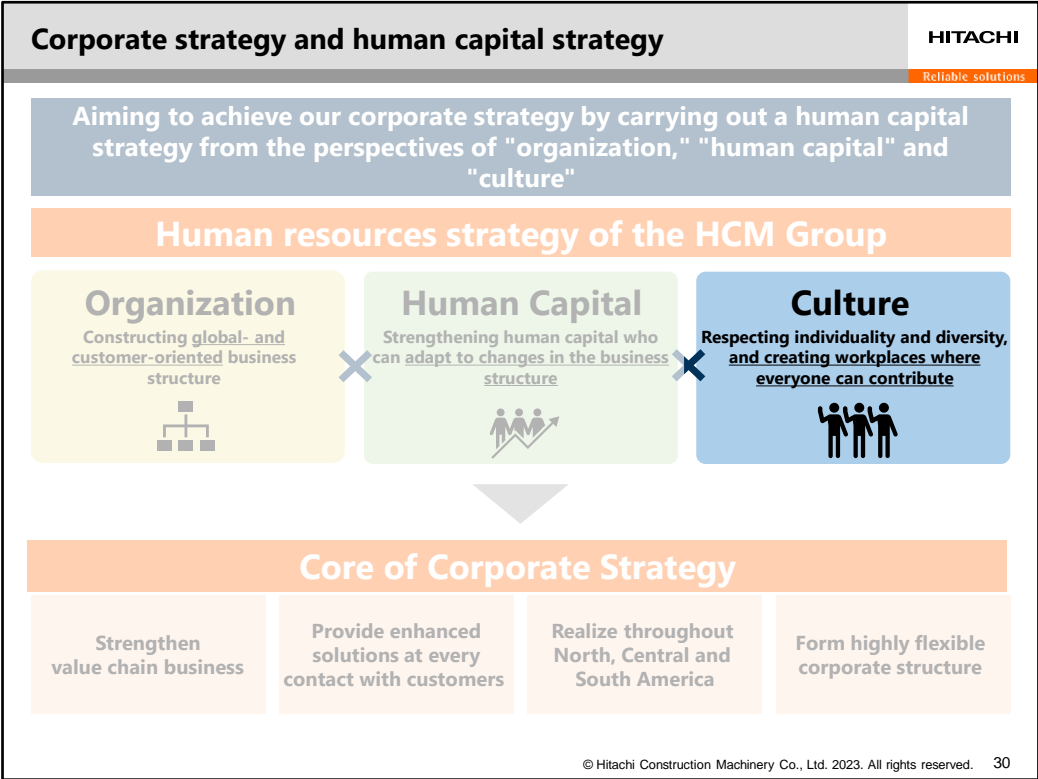 Corporate strategy and human capital strategy
HITACHI
Reliable solutions
Aiming to achieve our corporate strategy by carrying out a human capital
strategy from the perspectives of "organization," "human capital" and
"culture"
Human resources strategy of the HCM Group
Organization
Constructing global- and
customer-oriented business
structure
Human Capital
Strengthening human capital who
can adapt to changes in the business
structure
Culture
Respecting individuality and diversity,
and creating workplaces where
everyone can contribute
Core of Corporate Strategy
Strengthen
value chain business
Provide enhanced
solutions at every
contact with customers
Realize throughout
North, Central and
South America
Form highly flexible
corporate structure
© Hitachi Construction Machinery Co., Ltd. 2023. All rights reserved. 30